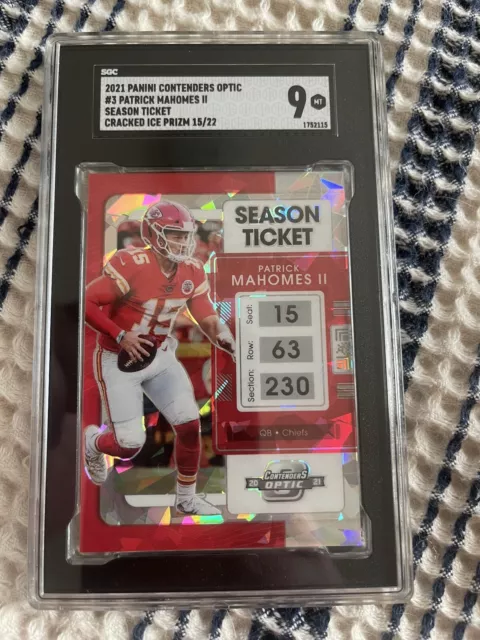 SGC
2021 PANINI CONTENDERS OPTIC
#3 PATRICK MAHOMES II
SEASON TICKET
CRACKED ICE PRIZM 15/22
9 MT
1752115
SEASON
TICKET
PATRICK
MAHOMES II
Seat: 15
Row: 63
Section: 230
QB • Chiefs
20 CONTENDERS 21
OPTIC
15